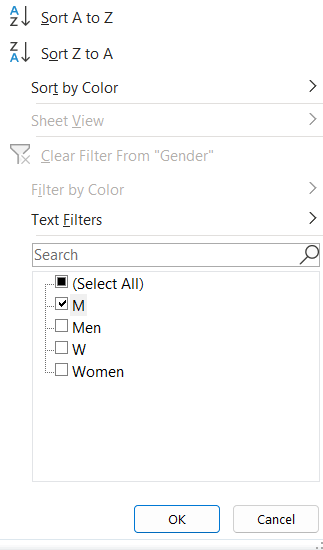 Sort A to Z
Sort Z to A
Sort by Color
Sheet View
Clear Filter From "Gender"
Filter by Color
Text Filters
Search
(Select All)
M
Men
W
Women
OK
Cancel